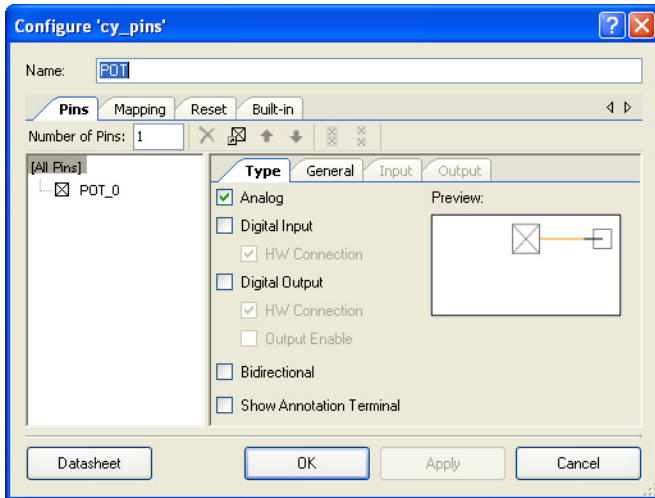 Configure 'cy_pins'
Name: POT
Pins Mapping Reset Built-in
Number of Pins: 1
[All Pins]
POT_0
Type General Input Output
Analog
Preview:
Digital Input
HW Connection
Digital Output
HW Connection
Output Enable
Bidirectional
Show Annotation Terminal
Datasheet OK Apply Cancel